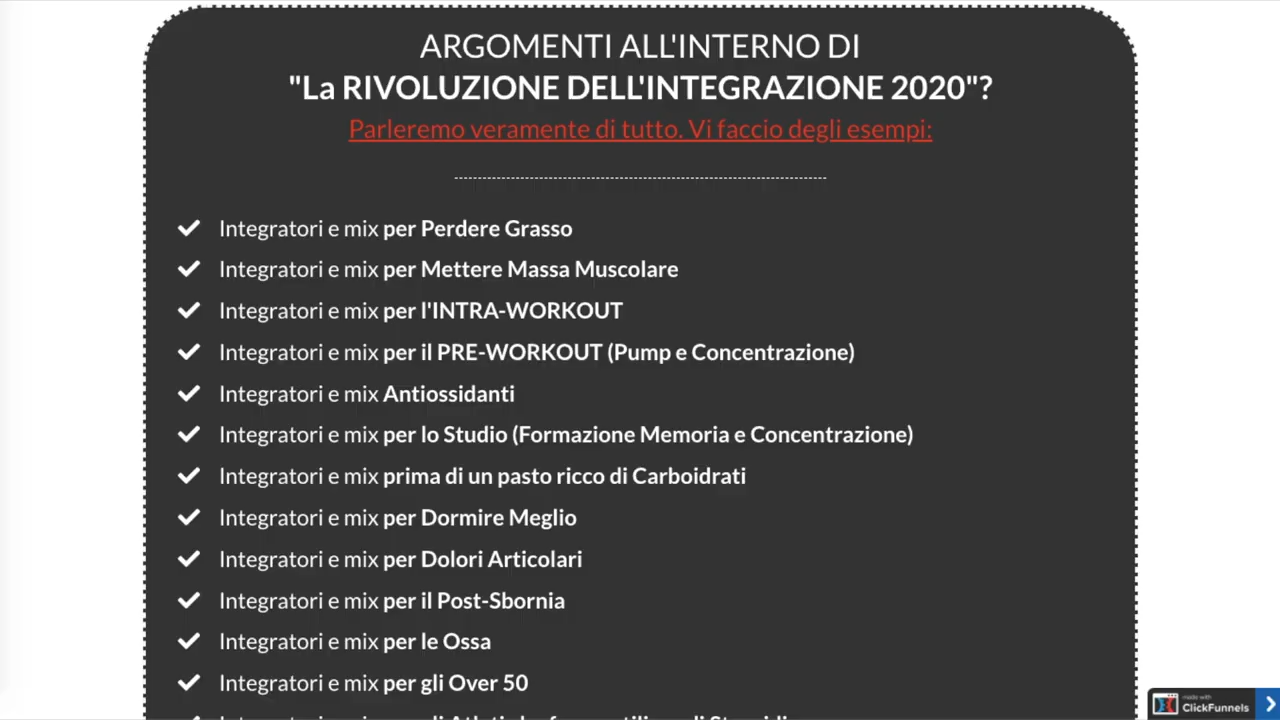 ARGOMENTI ALL'INTERNO DI
"La RIVOLUZIONE DELL'INTEGRAZIONE 2020"?
Parleremo veramente di tutto. Vi faccio degli esempi:
Integratori e mix per Perdere Grasso
Integratori e mix per Mettere Massa Muscolare
Integratori e mix per l'INTRA-WORKOUT
Integratori e mix per il PRE-WORKOUT (Pump e Concentrazione)
Integratori e mix Antiossidanti
Integratori e mix per lo Studio (Formazione Memoria e Concentrazione)
Integratori e mix prima di un pasto ricco di Carboidrati
Integratori e mix per Dormire Meglio
Integratori e mix per Dolori Articolari
Integratori e mix per il Post-Sbornia
Integratori e mix per le Ossa
Integratori e mix per gli Over 50
made with
ClickFunnels